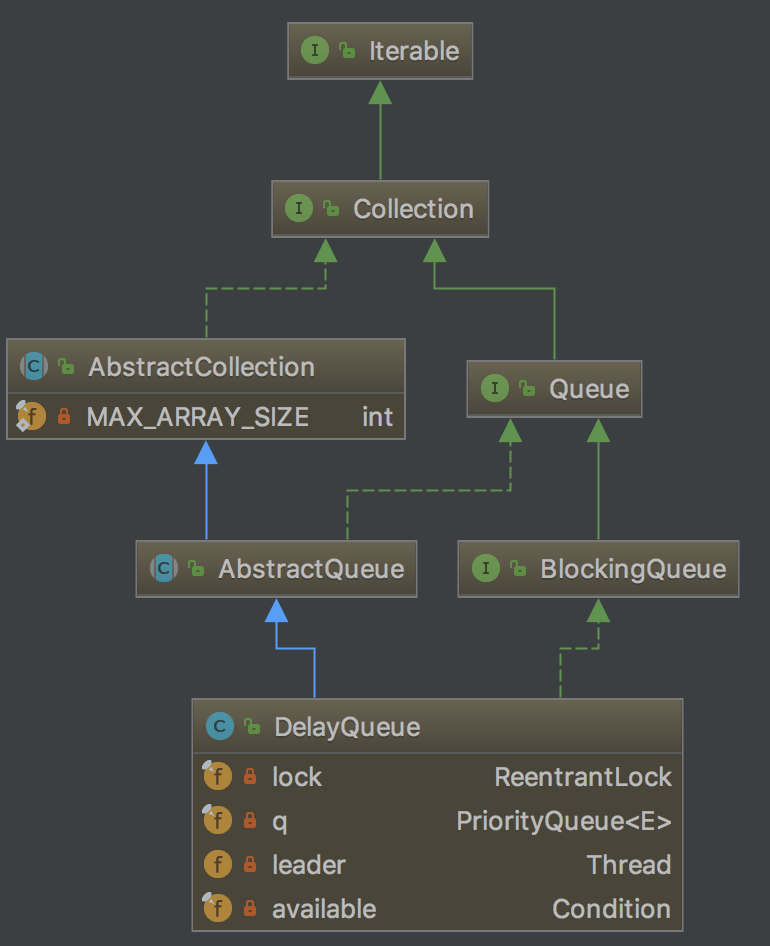 I Iterable
I Collection
C AbstractCollection
f MAX_ARRAY_SIZE int
I Queue
C AbstractQueue
I BlockingQueue
C DelayQueue
f lock ReentrantLock
f q PriorityQueue<E>
f leader Thread
f available Condition